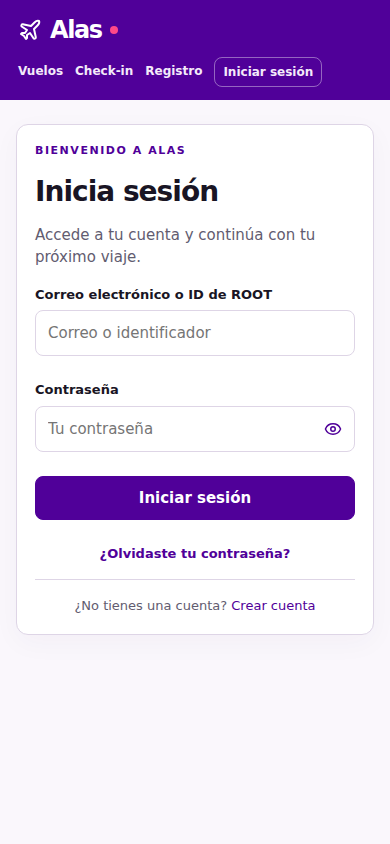 Alas
Vuelos Check-in Registro Iniciar sesión
BIENVENIDO A ALAS
Inicia sesión
Accede a tu cuenta y continúa con tu
próximo viaje.
Correo electrónico o ID de ROOT
Correo o identificador
Contraseña
Tu contraseña
Iniciar sesión
¿Olvidaste tu contraseña?
¿No tienes una cuenta? Crear cuenta